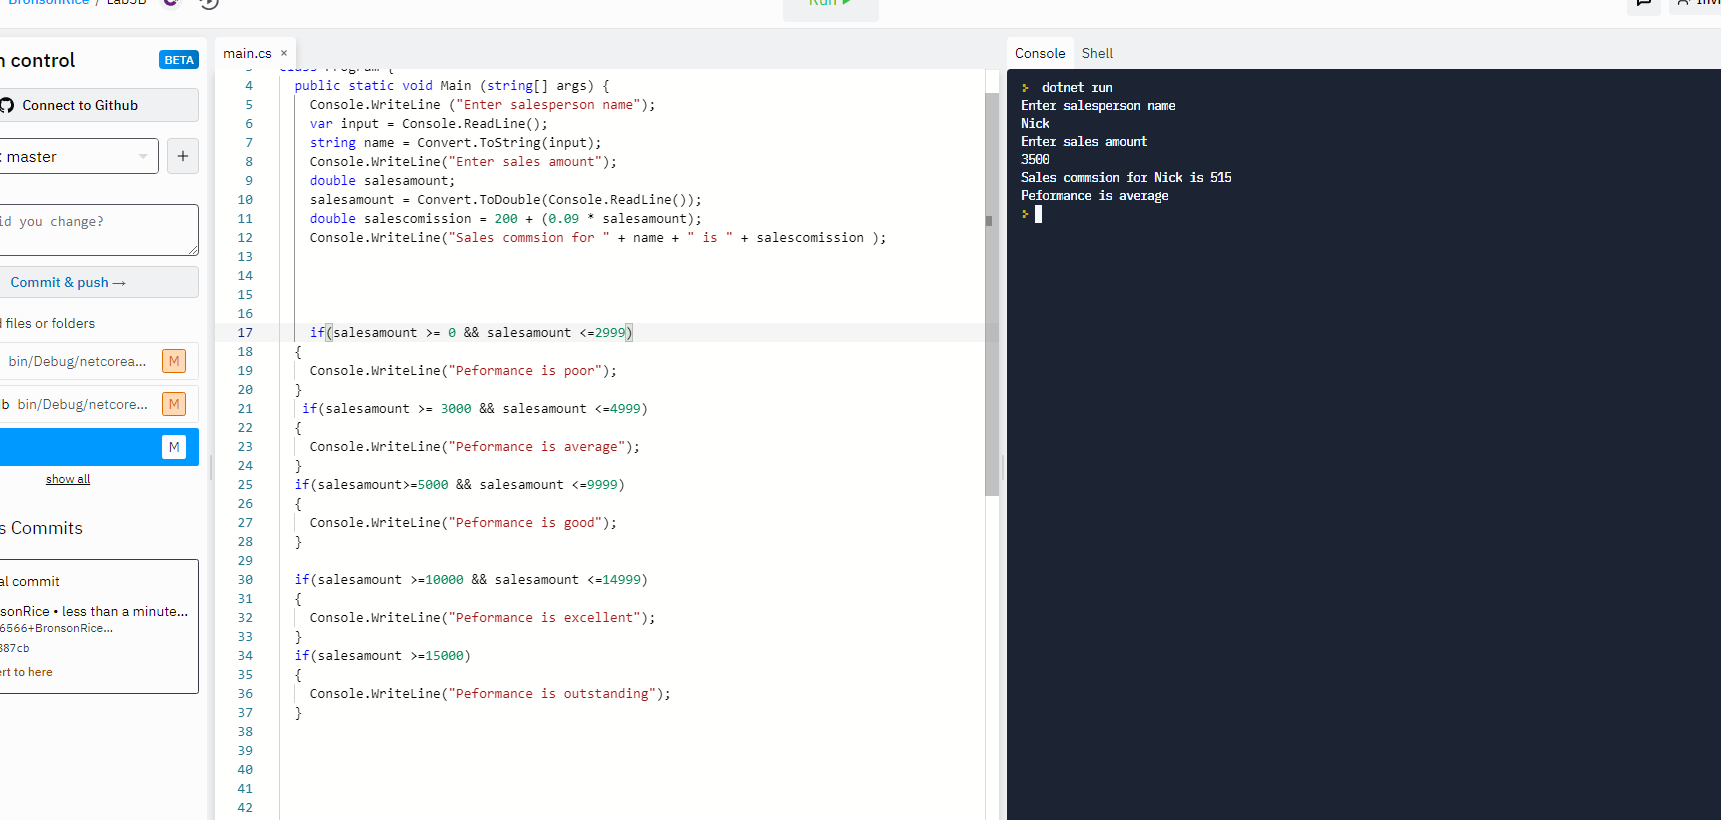 BronsonRice / Lab5B
Run
n control
BETA
Connect to Github
: master
+
id you change?
Commit & push →
files or folders
bin/Debug/netcorea... M
b bin/Debug/netcore... M
M
show all
s Commits
al commit
sonRice • less than a minute...
6566+BronsonRice...
387cb
rt to here
main.cs ×
3 class Program {
4 public static void Main (string[] args) {
5 Console.WriteLine ("Enter salesperson name");
6 var input = Console.ReadLine();
7 string name = Convert.ToString(input);
8 Console.WriteLine("Enter sales amount");
9 double salesamount;
10 salesamount = Convert.ToDouble(Console.ReadLine());
11 double salescomission = 200 + (0.09 * salesamount);
12 Console.WriteLine("Sales commsion for " + name + " is " + salescomission );
13
14
15
16
17 if(salesamount >= 0 && salesamount <=2999)
18 {
19 Console.WriteLine("Peformance is poor");
20 }
21 if(salesamount >= 3000 && salesamount <=4999)
22 {
23 Console.WriteLine("Peformance is average");
24 }
25 if(salesamount>=5000 && salesamount <=9999)
26 {
27 Console.WriteLine("Peformance is good");
28 }
29
30 if(salesamount >=10000 && salesamount <=14999)
31 {
32 Console.WriteLine("Peformance is excellent");
33 }
34 if(salesamount >=15000)
35 {
36 Console.WriteLine("Peformance is outstanding");
37 }
38
39
40
41
42
Console Shell
> dotnet run
Enter salesperson name
Nick
Enter sales amount
3500
Sales commsion for Nick is 515
Peformance is average
>